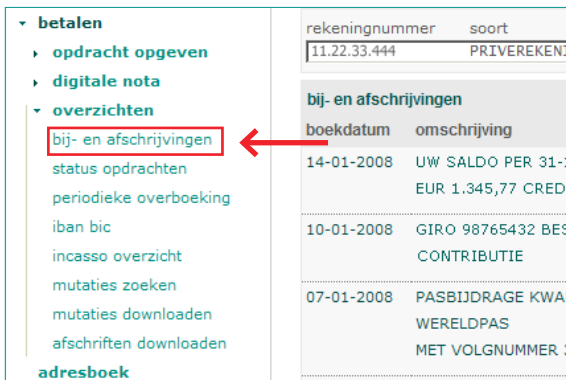 betalen
opdracht opgeven
digitale nota
overzichten
bij- en afschrijvingen
status opdrachten
periodieke overboeking
iban bic
incasso overzicht
mutaties zoeken
mutaties downloaden
afschriften downloaden
adresboek
rekeningnummer soort
11.22.33.444 PRIVEREKENI
bij- en afschrijvingen
boekdatum omschrijving
14-01-2008 UW SALDO PER 31-
EUR 1.345,77 CRED
10-01-2008 GIRO 98765432 BES
CONTRIBUTIE
07-01-2008 PASBIJDRAGE KWA
WERELDPAS
MET VOLGNUMMER